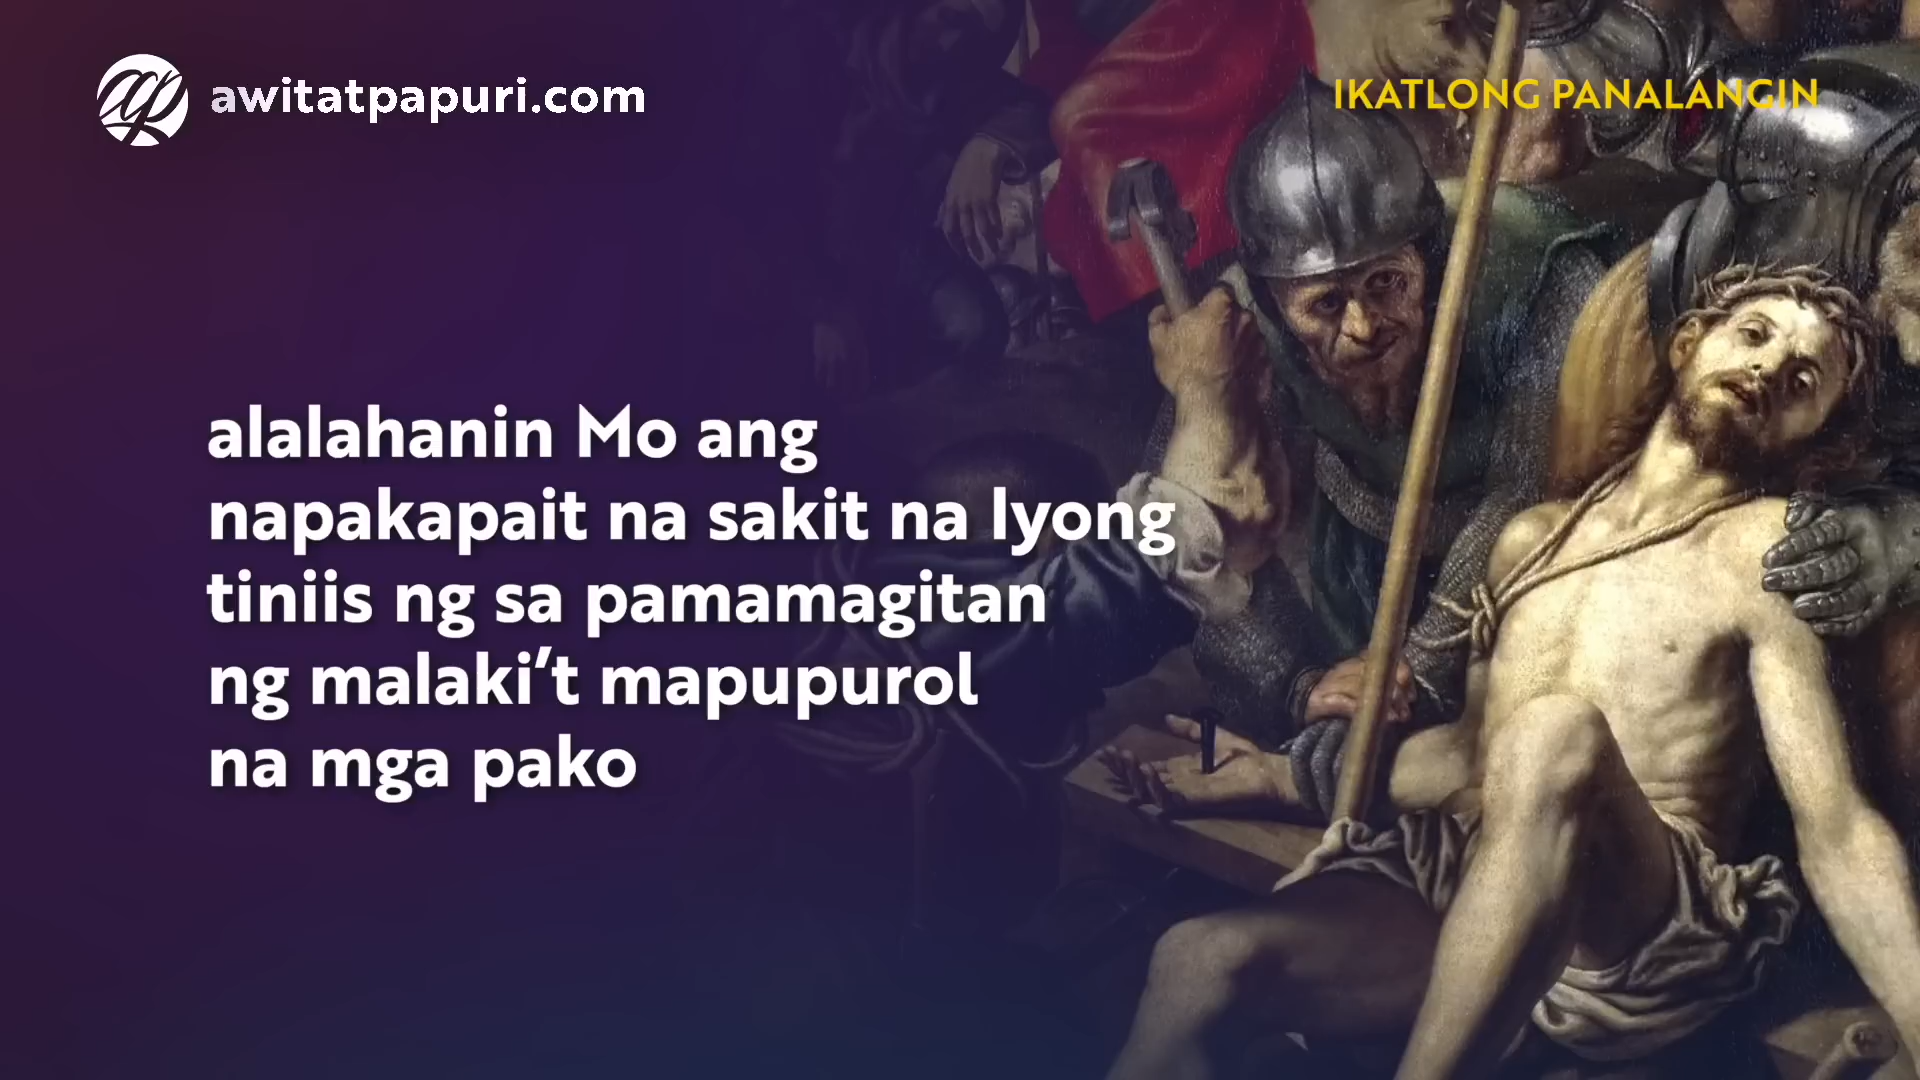 awitatpapuri.com
IKATLONG PANALANGIN
alalahanin Mo ang
napakapait na sakit na Iyong
tiniis ng sa pamamagitan
ng malaki’t mapupurol
na mga pako